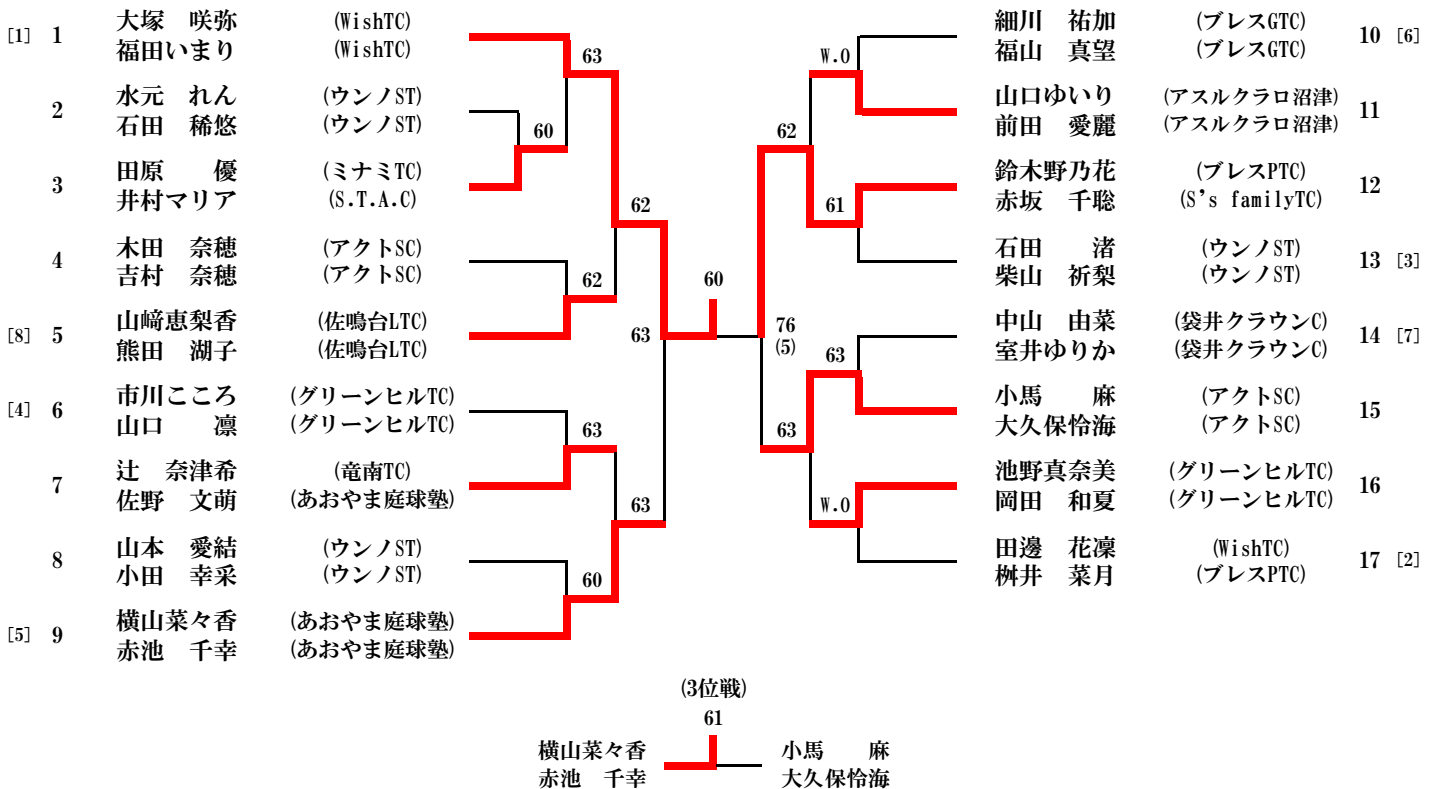 [1] 1 大塚　咲弥 (WishTC)
福田いまり (WishTC)
2 水元　れん (ウンノST)
石田　稀悠 (ウンノST)
3 田原　　優 (ミナミTC)
井村マリア (S.T.A.C)
4 木田　奈穂 (アクトSC)
吉村　奈穂 (アクトSC)
[8] 5 山﨑恵梨香 (佐鳴台LTC)
熊田　湖子 (佐鳴台LTC)
[4] 6 市川こころ (グリーンヒルTC)
山口　　凛 (グリーンヒルTC)
7 辻　奈津希 (竜南TC)
佐野　文萌 (あおやま庭球塾)
8 山本　愛結 (ウンノST)
小田　幸采 (ウンノST)
[5] 9 横山菜々香 (あおやま庭球塾)
赤池　千幸 (あおやま庭球塾)
63
60
62
62
63
63
63
60
60
W.O
62
61
76
(5)
63
63
W.O
細川　祐加 (ブレスGTC) 10 [6]
福山　真望 (ブレスGTC)
山口ゆいり (アスルクラロ沼津) 11
前田　愛麗 (アスルクラロ沼津)
鈴木野乃花 (ブレスPTC) 12
赤坂　千聡 (S's familyTC)
石田　　渚 (ウンノST) 13 [3]
柴山　祈梨 (ウンノST)
中山　由菜 (袋井クラウンC) 14 [7]
室井ゆりか (袋井クラウンC)
小馬　　麻 (アクトSC) 15
大久保怜海 (アクトSC)
池野真奈美 (グリーンヒルTC) 16
岡田　和夏 (グリーンヒルTC)
田邊　花凜 (WishTC) 17 [2]
桝井　菜月 (ブレスPTC)
(3位戦)
61
横山菜々香 小馬　　麻
赤池　千幸 大久保怜海